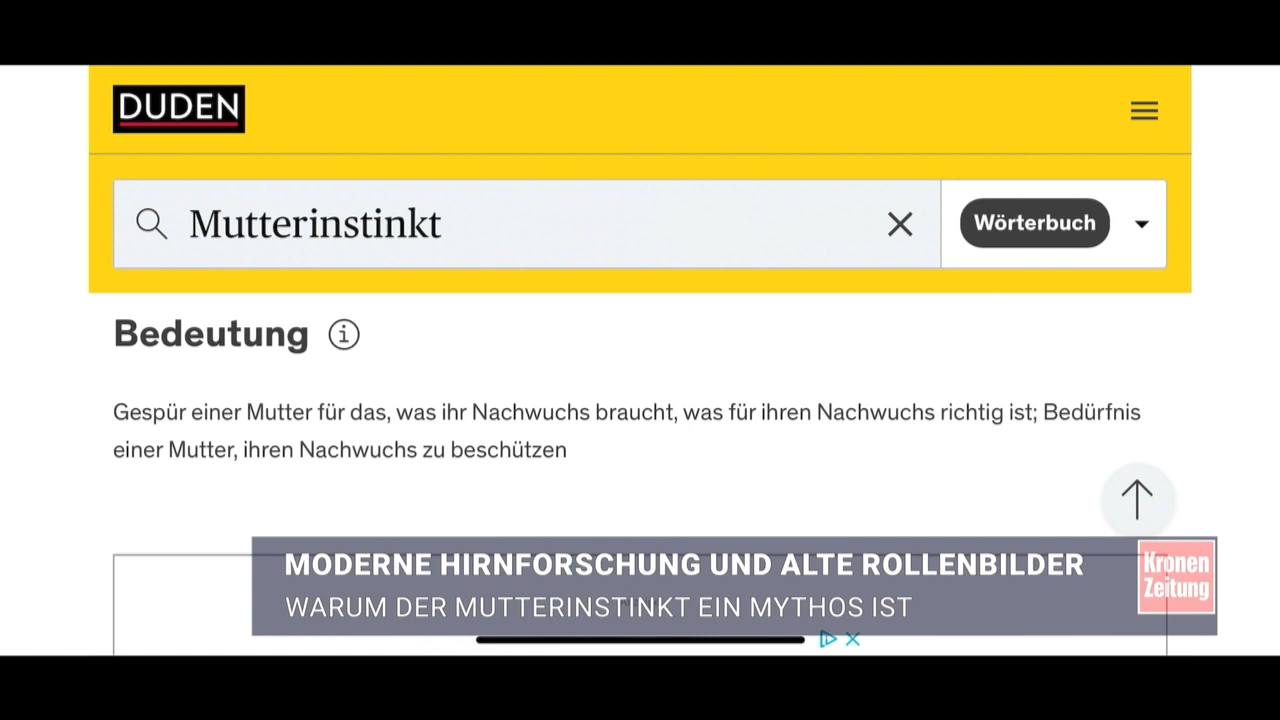 DUDEN
Mutterinstinkt
Wörterbuch
Bedeutung
Gespür einer Mutter für das, was ihr Nachwuchs braucht, was für ihren Nachwuchs richtig ist; Bedürfnis
einer Mutter, ihren Nachwuchs zu beschützen
MODERNE HIRNFORSCHUNG UND ALTE ROLLENBILDER
WARUM DER MUTTERINSTINKT EIN MYTHOS IST
Kronen
Zeitung